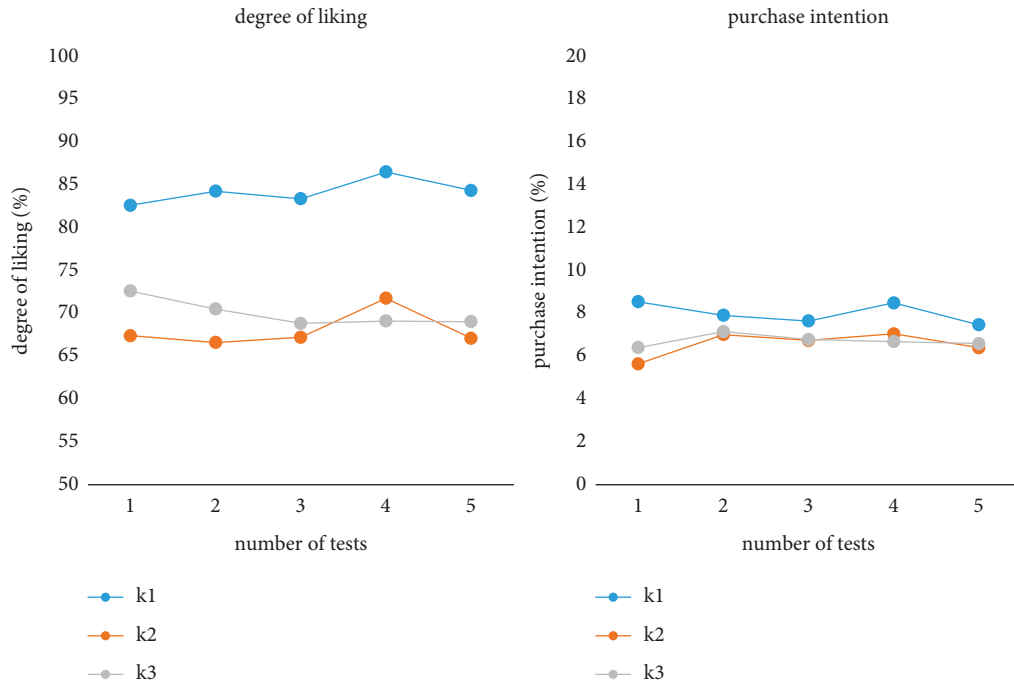 degree of liking
100
95
90
85
80
75
70
65
60
55
50
degree of liking (%)
1 2 3 4 5
number of tests
k1
k2
k3
purchase intention
20
18
16
14
12
10
8
6
4
2
0
purchase intention (%)
1 2 3 4 5
number of tests
k1
k2
k3